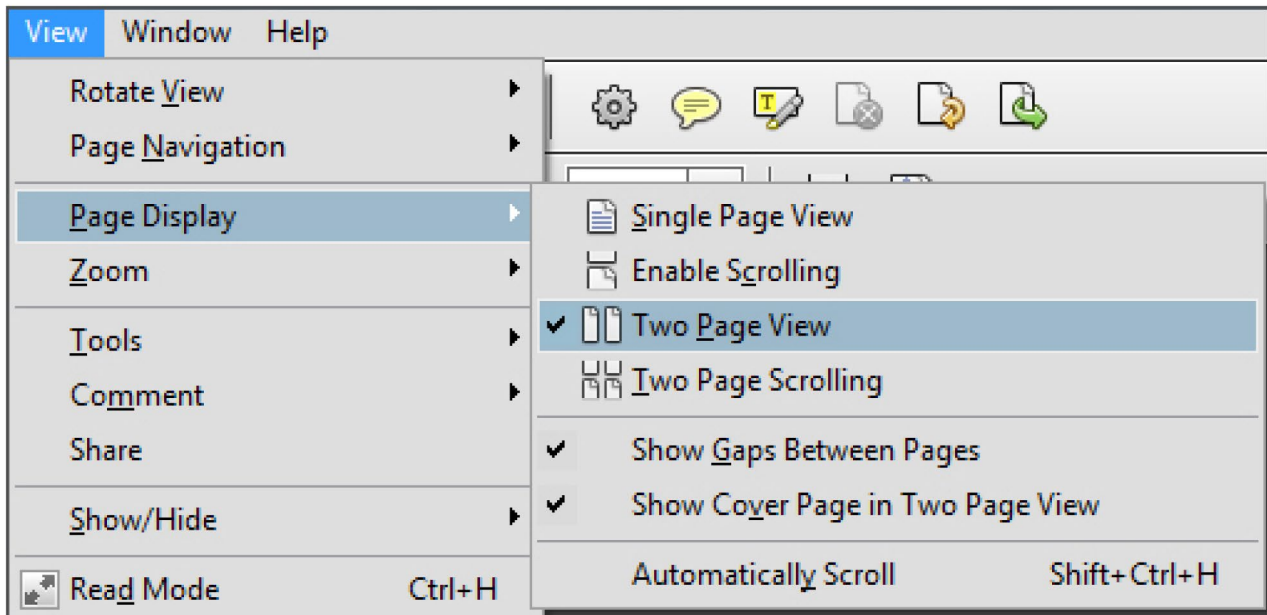 View Window Help
Rotate View
Page Navigation
Page Display
Zoom
Tools
Comment
Share
Show/Hide
Read Mode Ctrl+H
T
Single Page View
Enable Scrolling
Two Page View
Two Page Scrolling
Show Gaps Between Pages
Show Cover Page in Two Page View
Automatically Scroll Shift+Ctrl+H